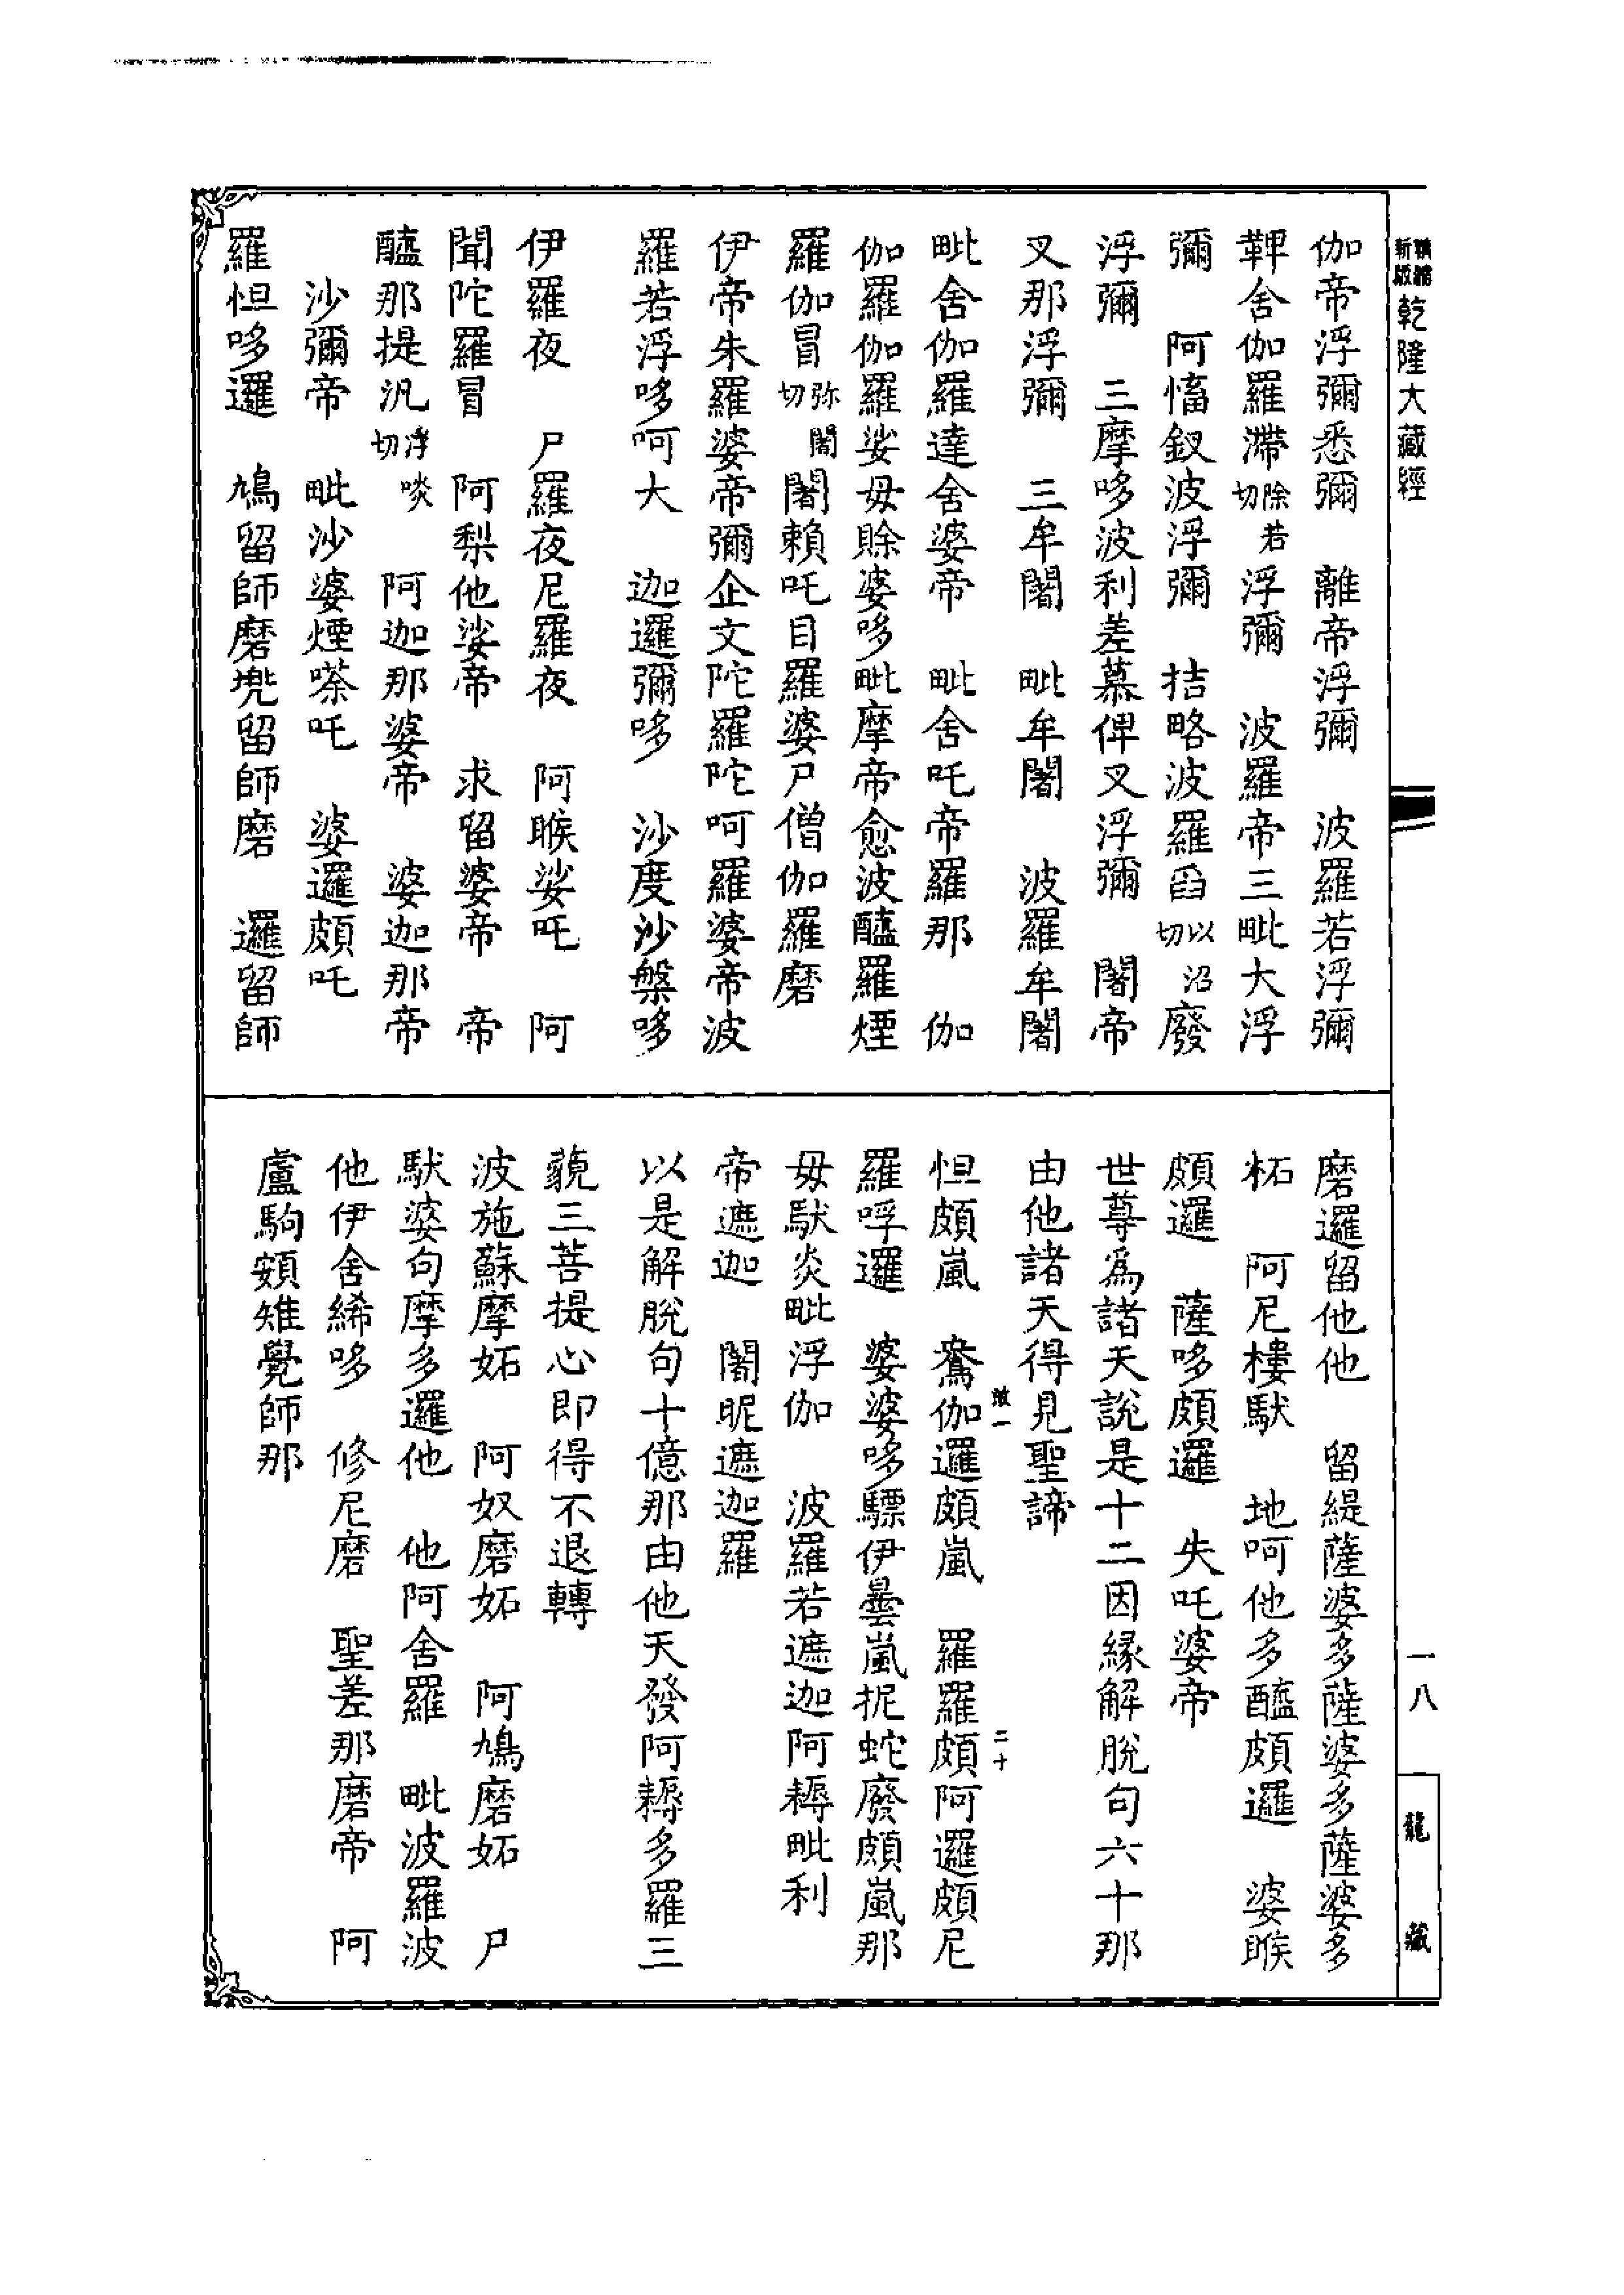 乾隆大藏經
一八
龍藏
伽帝浮彌悉彌　離帝浮彌　波羅若浮彌
鞞舍伽羅滯除若切浮彌　波羅帝三毗大浮
彌　阿愊釵波浮彌　拮略波羅舀以沼切廢
浮彌　三摩哆波利差慕俾叉浮彌　闍帝
叉那浮彌　三牟闍　毗牟闍　波羅牟闍
毗舍伽羅達舍婆帝　毗舍吒帝羅那　伽
伽羅伽羅娑毋賒婆哆毗摩帝愈波醯羅煙
羅伽冒弥闍切闍賴吒目羅婆尸僧伽羅磨
伊帝朱羅婆帝彌企文陀羅陀呵羅婆帝波
羅若浮哆呵大　迦邏彌哆　沙度沙槃哆
伊羅夜　尸羅夜尼羅夜　阿睺娑吒　阿
聞陀羅冒　阿梨他娑帝　求留婆帝　帝
醯那提汎浮啖切　阿迦那婆帝　婆迦那帝
沙彌帝　毗沙婆煙嗏吒　婆邏頗吒
羅怛哆邏　鳩留師磨兠留師磨　邏留師
磨邏留他他　留緹薩婆多薩婆多薩婆多
柘　阿尼樓馱　地呵他多醯頗邏　婆睺
頗邏　薩哆頗邏　失吒婆帝
世尊爲諸天說是十二因緣解脫句六十那
由他諸天得見聖諦
怛頗嵐　鴦伽邏頗嵐　羅羅頗阿邏頗尼
羅呼邏　婆婆哆驃伊曇嵐抳蛇廢頗嵐那
毋馱炎毗浮伽　波羅若遮迦阿耨毗利
帝遮迦　闍昵遮迦羅
以是解脫句十億那由他天發阿耨多羅三
藐三菩提心即得不退轉
波施蘇摩妬　阿奴磨妬　阿鳩磨妬　尸
馱婆句摩多邏他　他阿舍羅　毗波羅波
他伊舍絺哆　修尼磨　聖差那磨帝　阿
盧駒頞雉覺師那